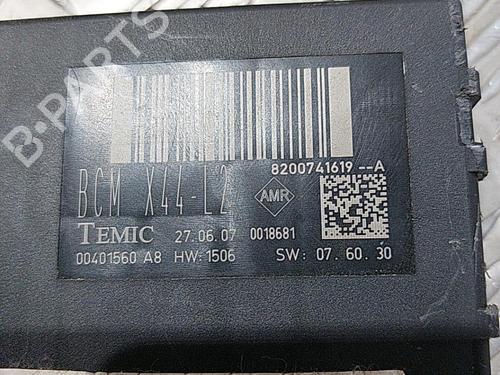 B-PARTS
8200741619 --A
BCM X44-L2
AMR
TEMIC 27.06.07 0018681
00401560 A8 HW:1506 SW: 07.60.30